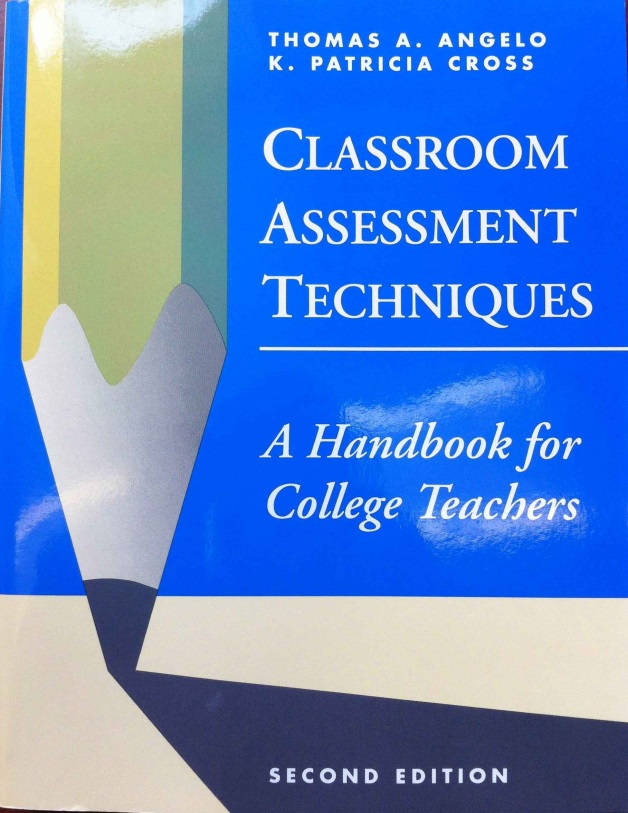 THOMAS A. ANGELO
K. PATRICIA CROSS
CLASSROOM
ASSESSMENT
TECHNIQUES
A Handbook for
College Teachers
SECOND EDITION